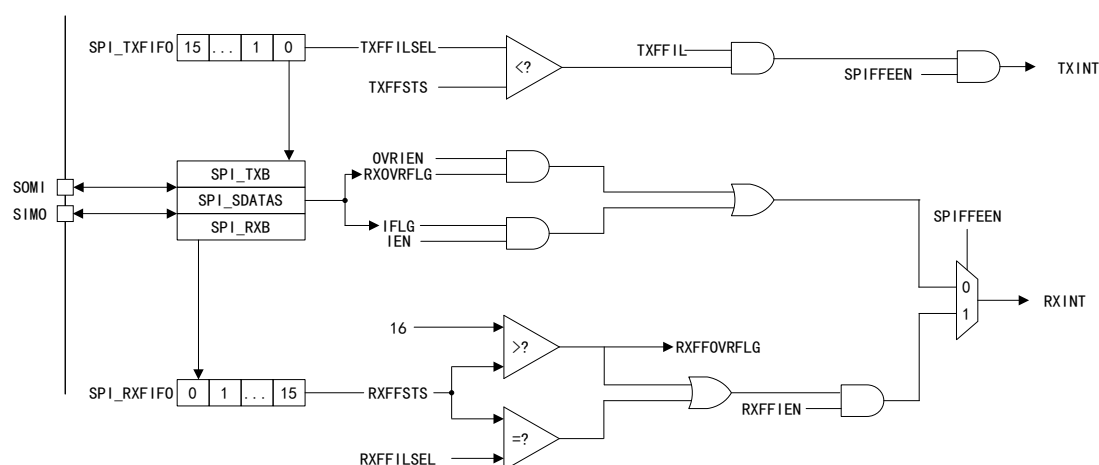 SPI_TXFIFO 15 ... 1 0 TXFFILSEL
TXFFSTS
<?
TXFFIL
SPIFFEEN
TXINT
SOMI
SIMO
SPI_TXB
SPI_SDATAS
SPI_RXB
OVRIEN
RXOVRFLG
IFLG
IEN
SPIFFEEN
0
1
RXINT
16
>?
RXFFOVRFLG
SPI_RXFIFO 0 1 ... 15 RXFFSTS
RXFFIEN
=?
RXFFILSEL